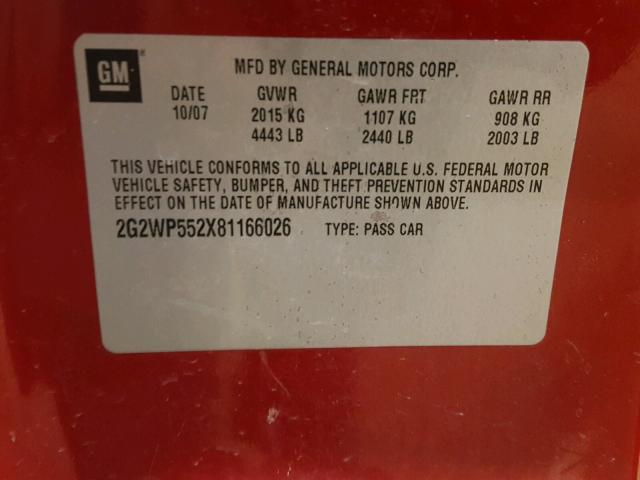 GM
MFD BY GENERAL MOTORS CORP.
DATE GVWR GAWR FRT GAWR RR
10/07 2015 KG 1107 KG 908 KG
4443 LB 2440 LB 2003 LB
THIS VEHICLE CONFORMS TO ALL APPLICABLE U.S. FEDERAL MOTOR
VEHICLE SAFETY, BUMPER, AND THEFT PREVENTION STANDARDS IN
EFFECT ON THE DATE OF MANUFACTURE SHOWN ABOVE.
2G2WP552X81166026 TYPE: PASS CAR